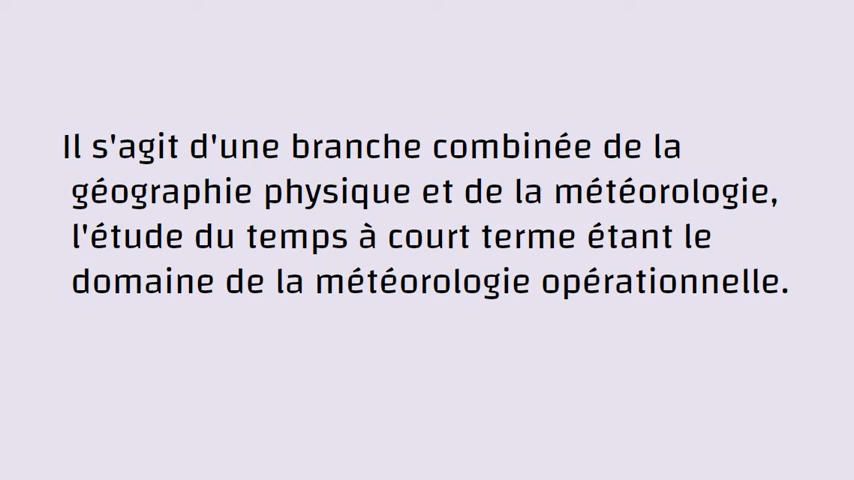 Il s'agit d'une branche combinée de la
géographie physique et de la météorologie,
l'étude du temps à court terme étant le
domaine de la météorologie opérationnelle.